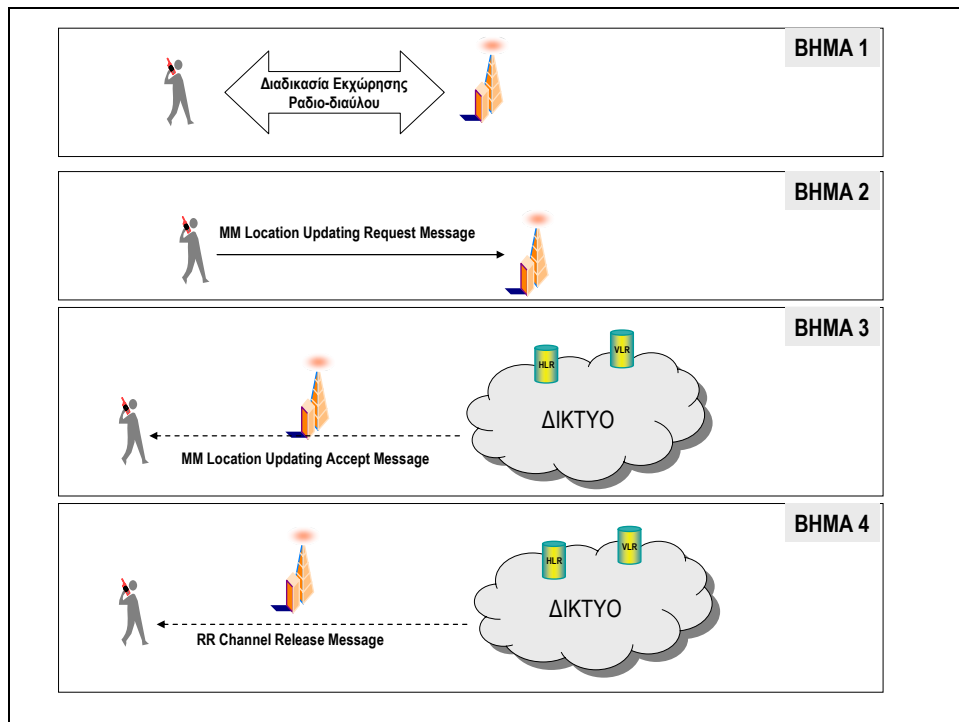 ΒΗΜΑ 1
Διαδικασία Εκχώρησης
Ραδιο-διαύλου
ΒΗΜΑ 2
MM Location Updating Request Message
ΒΗΜΑ 3
HLR
VLR
ΔΙΚΤΥΟ
MM Location Updating Accept Message
ΒΗΜΑ 4
HLR
VLR
ΔΙΚΤΥΟ
RR Channel Release Message